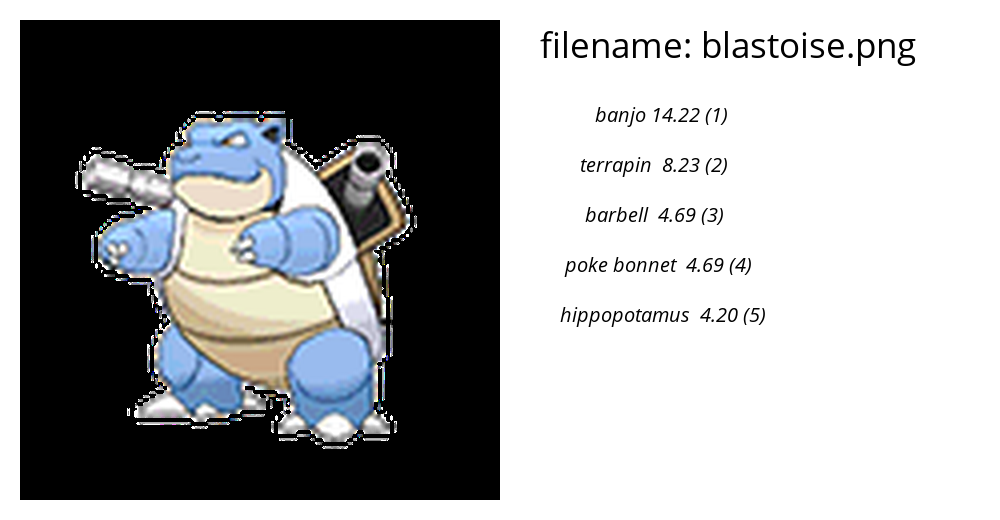 filename: blastoise.png
banjo 14.22 (1)
terrapin 8.23 (2)
barbell 4.69 (3)
poke bonnet 4.69 (4)
hippopotamus 4.20 (5)